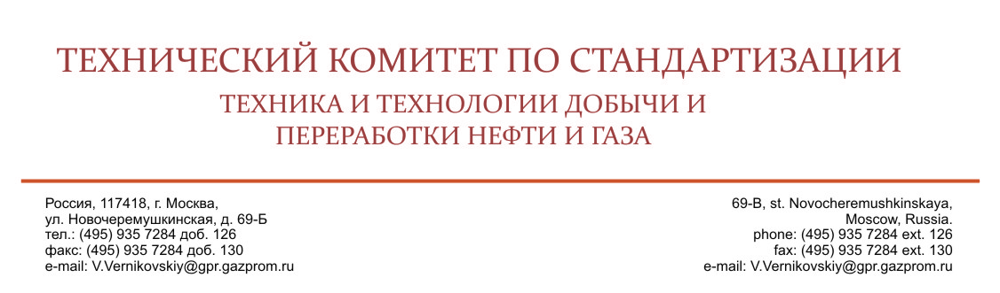 ТЕХНИЧЕСКИЙ КОМИТЕТ ПО СТАНДАРТИЗАЦИИ
ТЕХНИКА И ТЕХНОЛОГИИ ДОБЫЧИ И
ПЕРЕРАБОТКИ НЕФТИ И ГАЗА
Россия, 117418, г. Москва,
ул. Новочеремушкинская, д. 69-Б
тел.: (495) 935 7284 доб. 126
факс: (495) 935 7284 доб. 130
e-mail: V.Vernikovskiy@gpr.gazprom.ru
69-B, st. Novocheremushkinskaya,
Moscow, Russia.
phone: (495) 935 7284 ext. 126
fax: (495) 935 7284 ext. 130
e-mail: V.Vernikovskiy@gpr.gazprom.ru